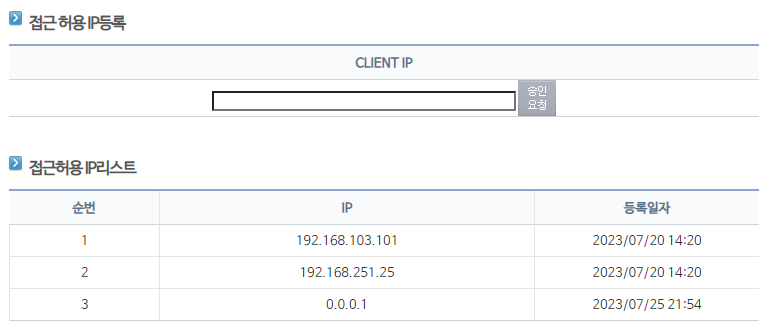 접근 허용 IP등록
CLIENT IP
승인
요청
접근허용 IP리스트
순번 IP 등록일자
1 192.168.103.101 2023/07/20 14:20
2 192.168.251.25 2023/07/20 14:20
3 0.0.0.1 2023/07/25 21:54